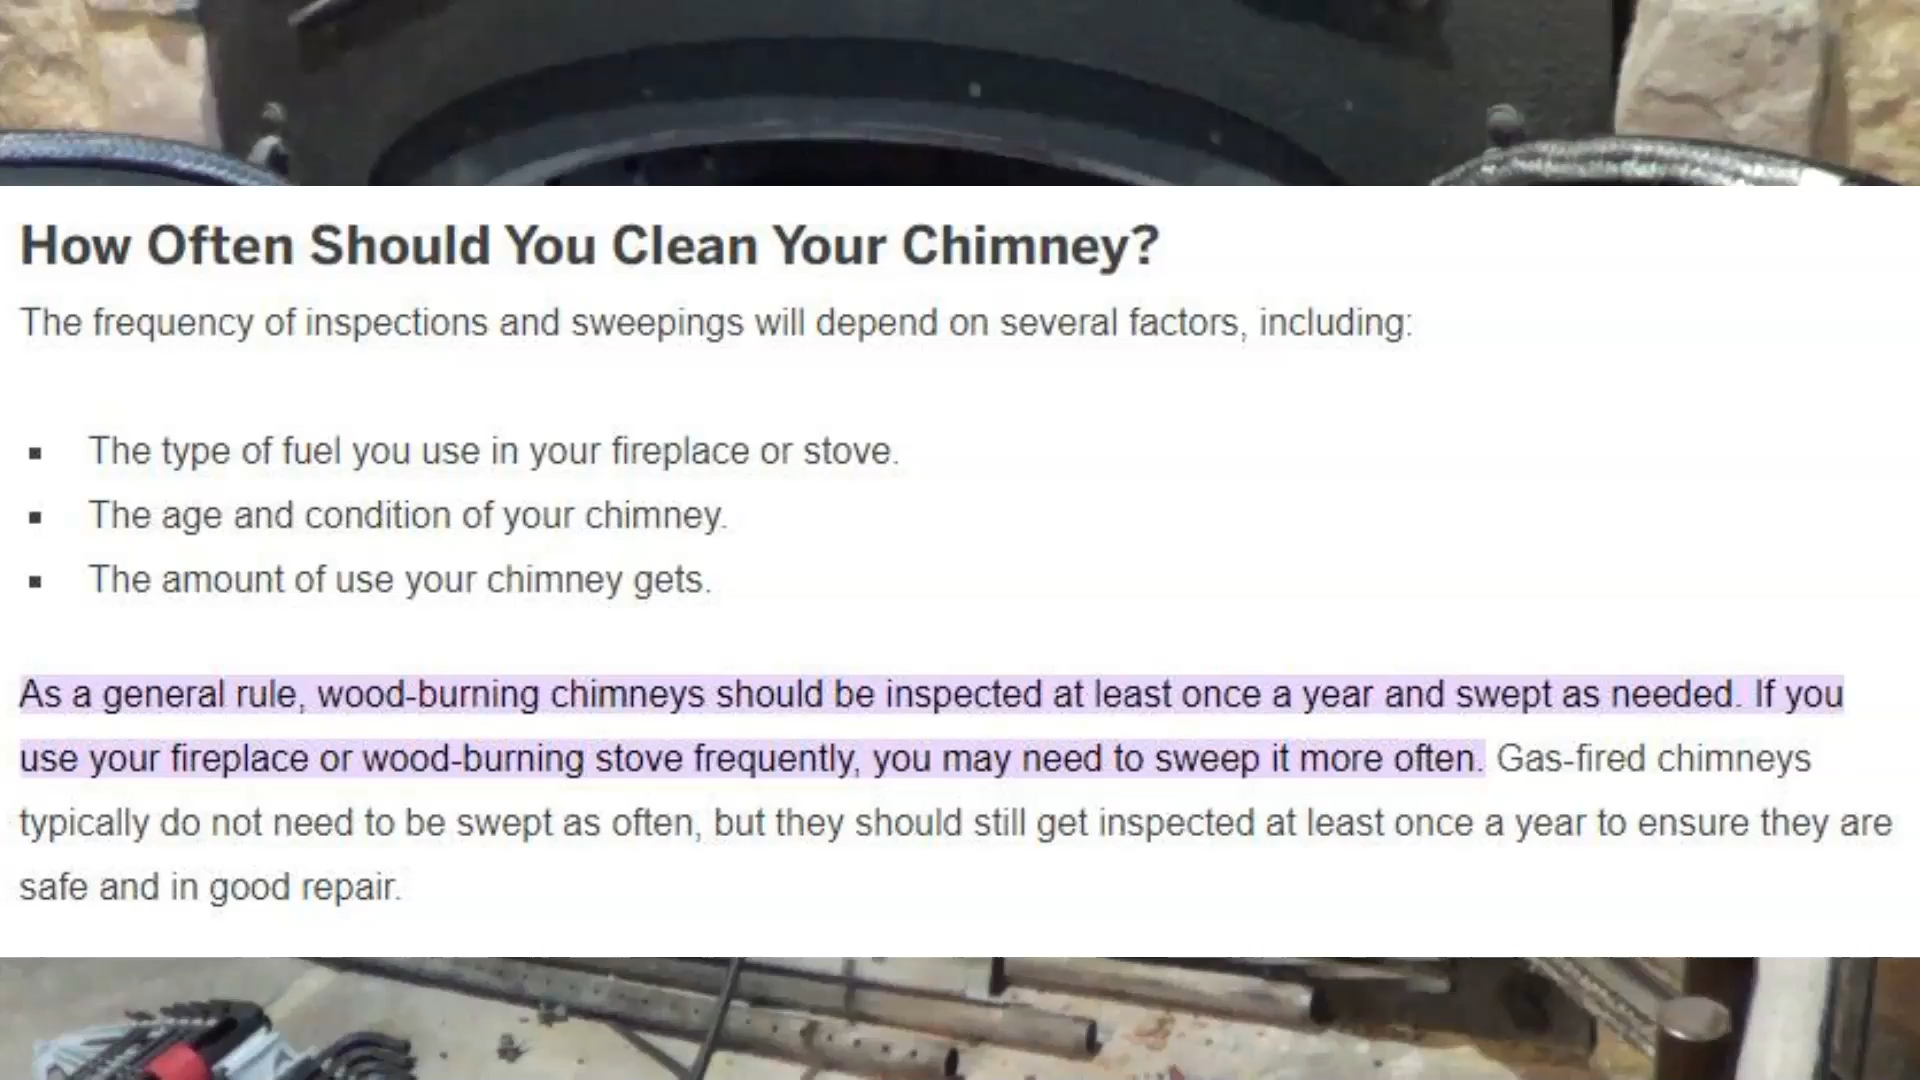 How Often Should You Clean Your Chimney?
The frequency of inspections and sweepings will depend on several factors, including:
▪ The type of fuel you use in your fireplace or stove.
▪ The age and condition of your chimney.
▪ The amount of use your chimney gets.
As a general rule, wood-burning chimneys should be inspected at least once a year and swept as needed. If you
use your fireplace or wood-burning stove frequently, you may need to sweep it more often. Gas-fired chimneys
typically do not need to be swept as often, but they should still get inspected at least once a year to ensure they are
safe and in good repair.